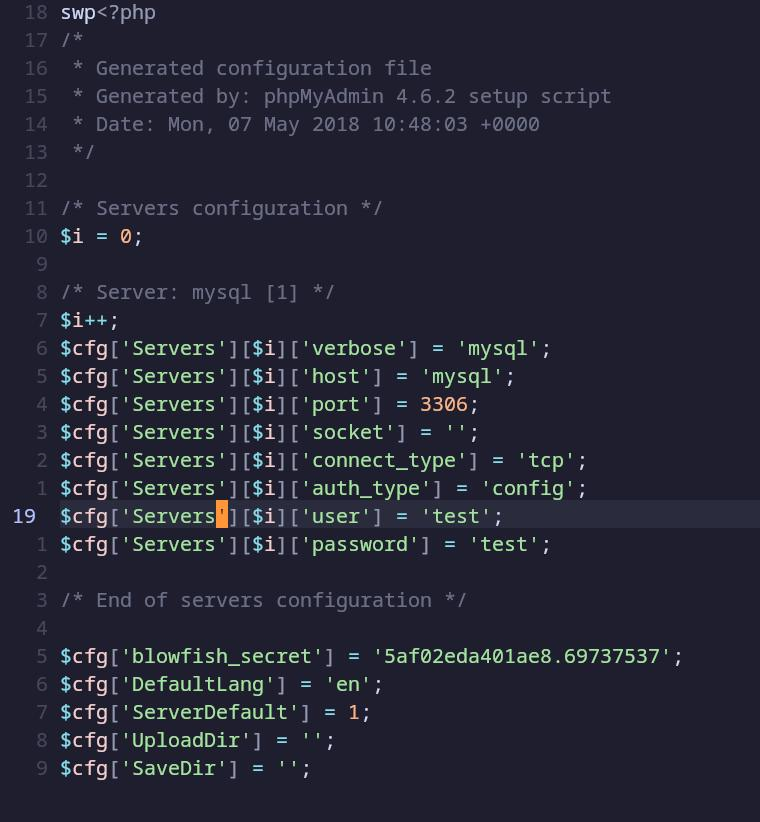 18 swp<?php
17 /*
16  * Generated configuration file
15  * Generated by: phpMyAdmin 4.6.2 setup script
14  * Date: Mon, 07 May 2018 10:48:03 +0000
13  */
12
11 /* Servers configuration */
10 $i = 0;
9
8 /* Server: mysql [1] */
7 $i++;
6 $cfg['Servers'][$i]['verbose'] = 'mysql';
5 $cfg['Servers'][$i]['host'] = 'mysql';
4 $cfg['Servers'][$i]['port'] = 3306;
3 $cfg['Servers'][$i]['socket'] = '';
2 $cfg['Servers'][$i]['connect_type'] = 'tcp';
1 $cfg['Servers'][$i]['auth_type'] = 'config';
19 $cfg['Servers'][$i]['user'] = 'test';
1 $cfg['Servers'][$i]['password'] = 'test';
2
3 /* End of servers configuration */
4
5 $cfg['blowfish_secret'] = '5af02eda401ae8.69737537';
6 $cfg['DefaultLang'] = 'en';
7 $cfg['ServerDefault'] = 1;
8 $cfg['UploadDir'] = '';
9 $cfg['SaveDir'] = '';